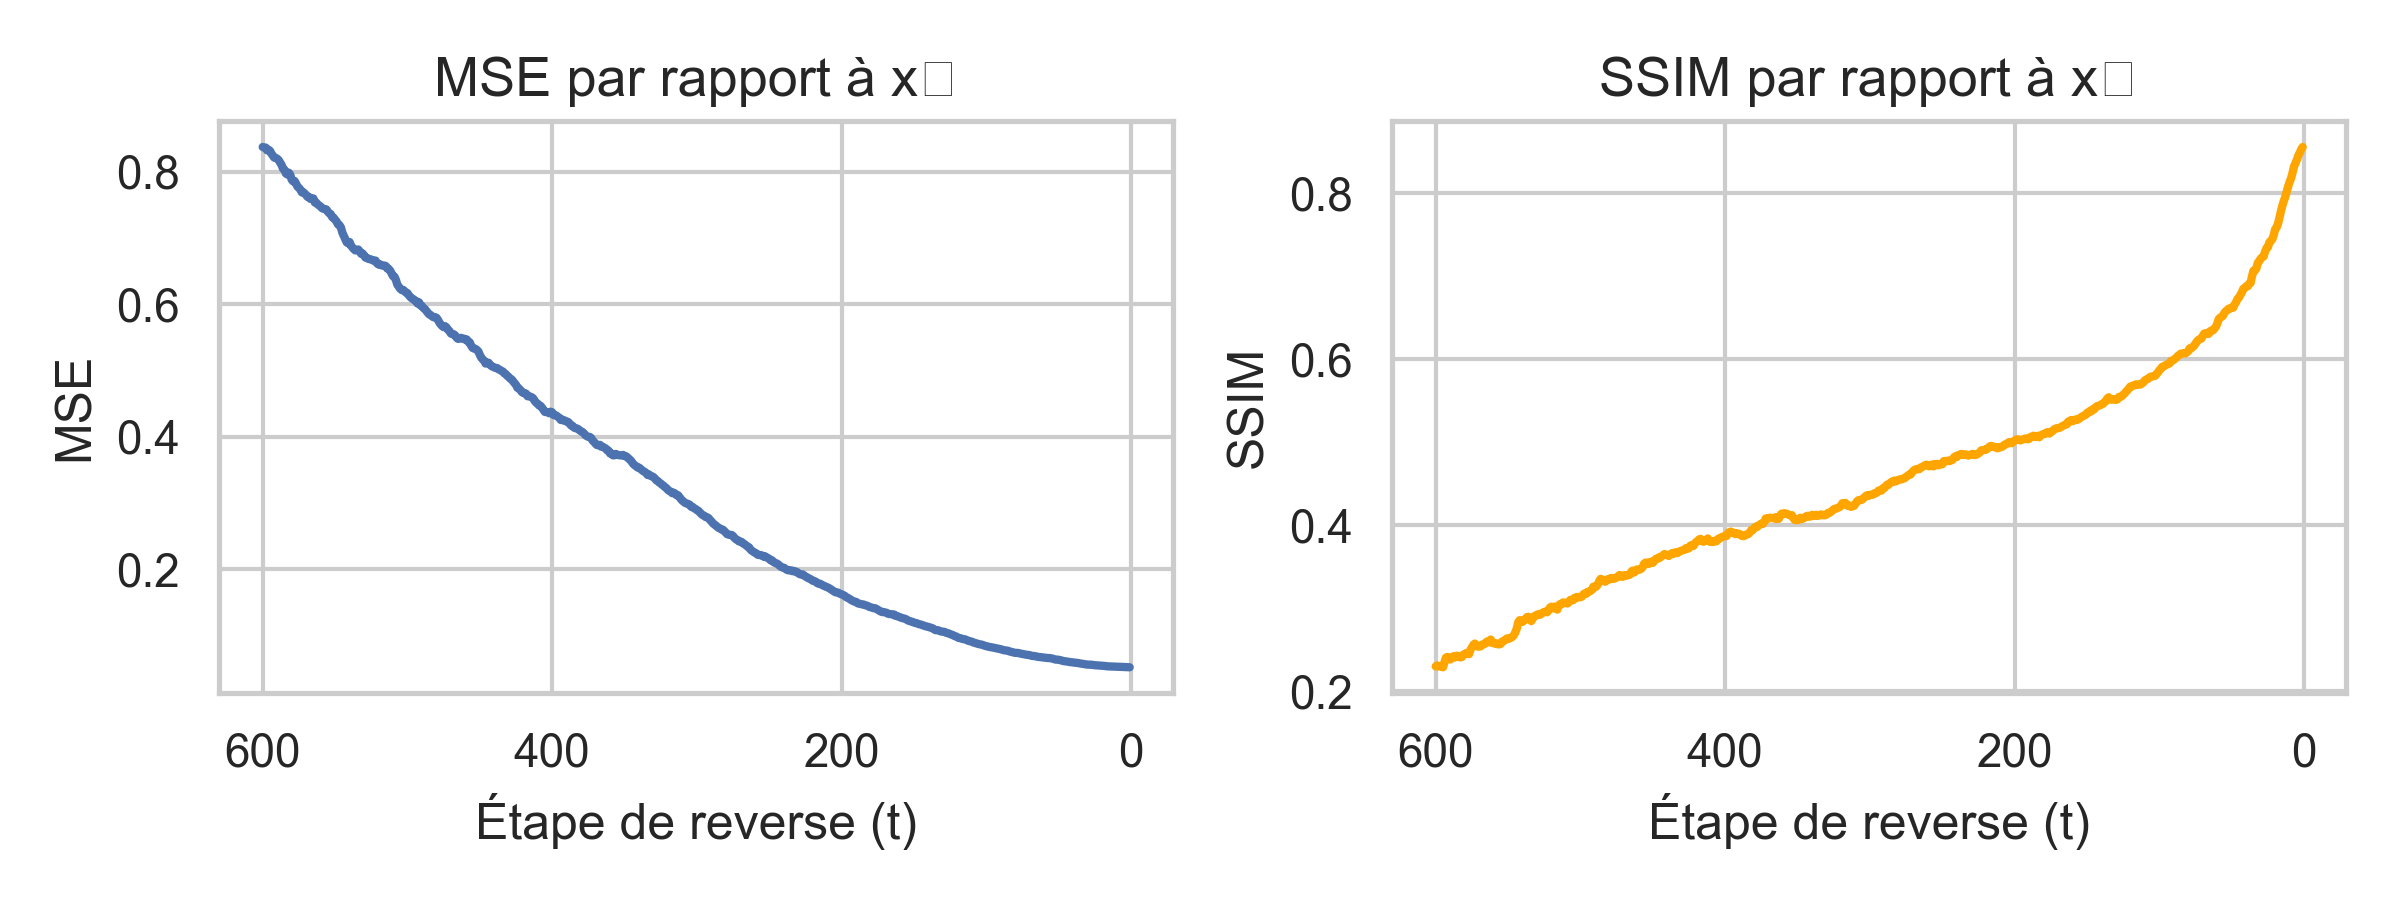 MSE par rapport à x□
0.8
0.6
0.4
0.2
MSE
600 400 200 0
Étape de reverse (t)
SSIM par rapport à x□
0.8
0.6
0.4
0.2
SSIM
600 400 200 0
Étape de reverse (t)